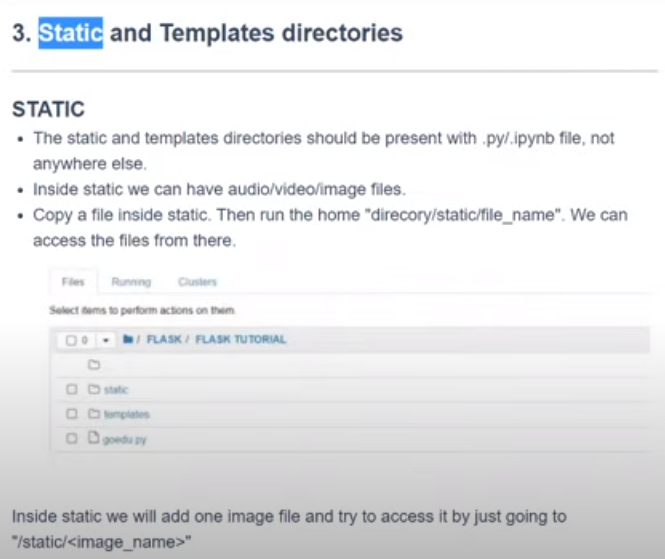 3. Static and Templates directories
STATIC
• The static and templates directories should be present with .py/.ipynb file, not
anywhere else.
• Inside static we can have audio/video/image files.
• Copy a file inside static. Then run the home "direcory/static/file_name". We can
access the files from there.
Files Running Clusters
Select items to perform actions on them.
0 / FLASK / FLASK TUTORIAL
static
templates
goedu.py
Inside static we will add one image file and try to access it by just going to
"/static/<image_name>"